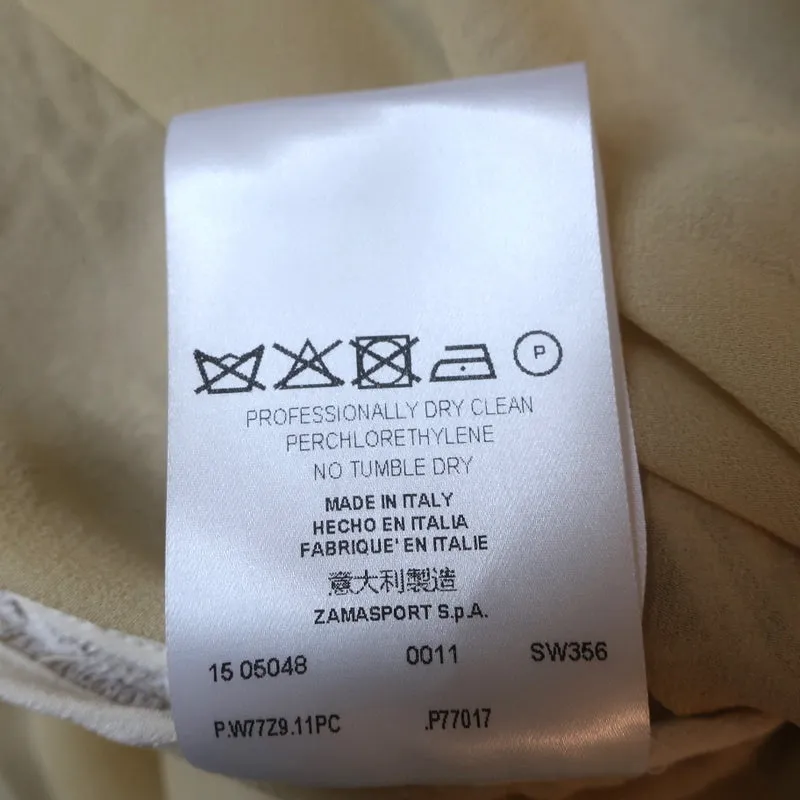 P
PROFESSIONALLY DRY CLEAN
PERCHLORETHYLENE
NO TUMBLE DRY
MADE IN ITALY
HECHO EN ITALIA
FABRIQUE' EN ITALIE
意大利製造
ZAMASPORT S.p.A.
15 05048 0011 SW356
P.W77Z9.11PC .P77017